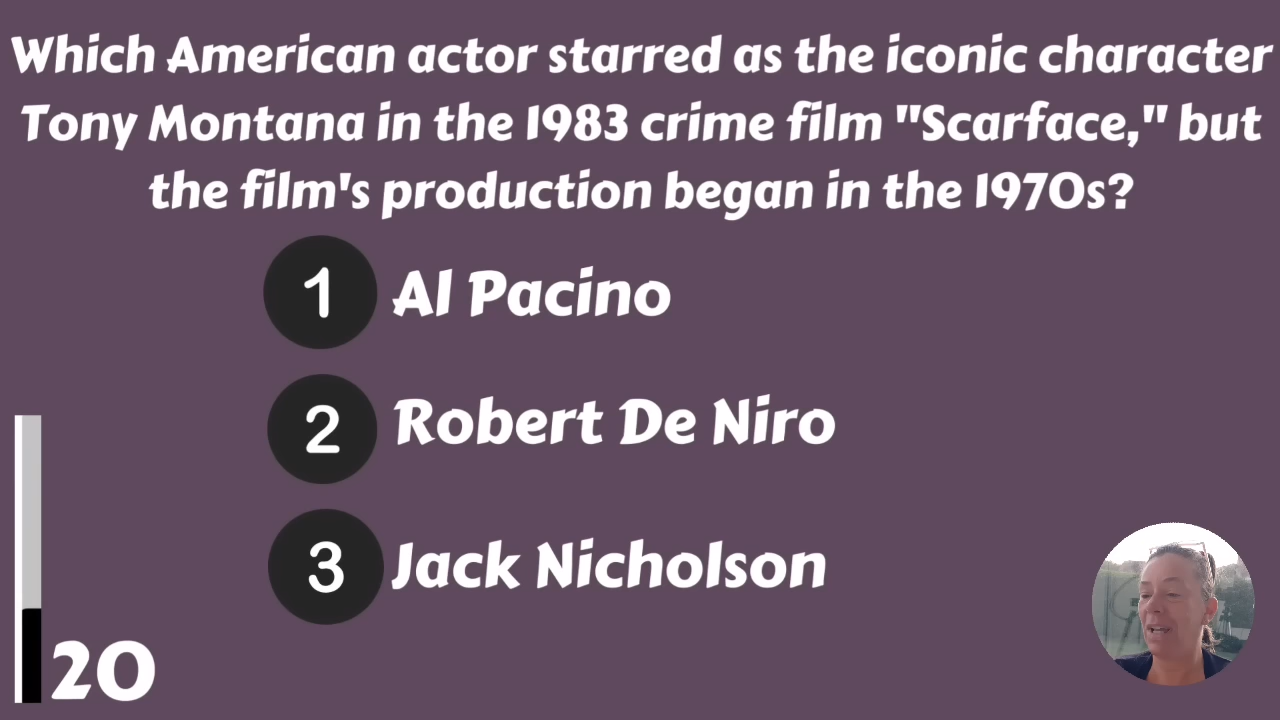 Which American actor starred as the iconic character
Tony Montana in the 1983 crime film "Scarface," but
the film's production began in the 1970s?
1 Al Pacino
2 Robert De Niro
3 Jack Nicholson
20